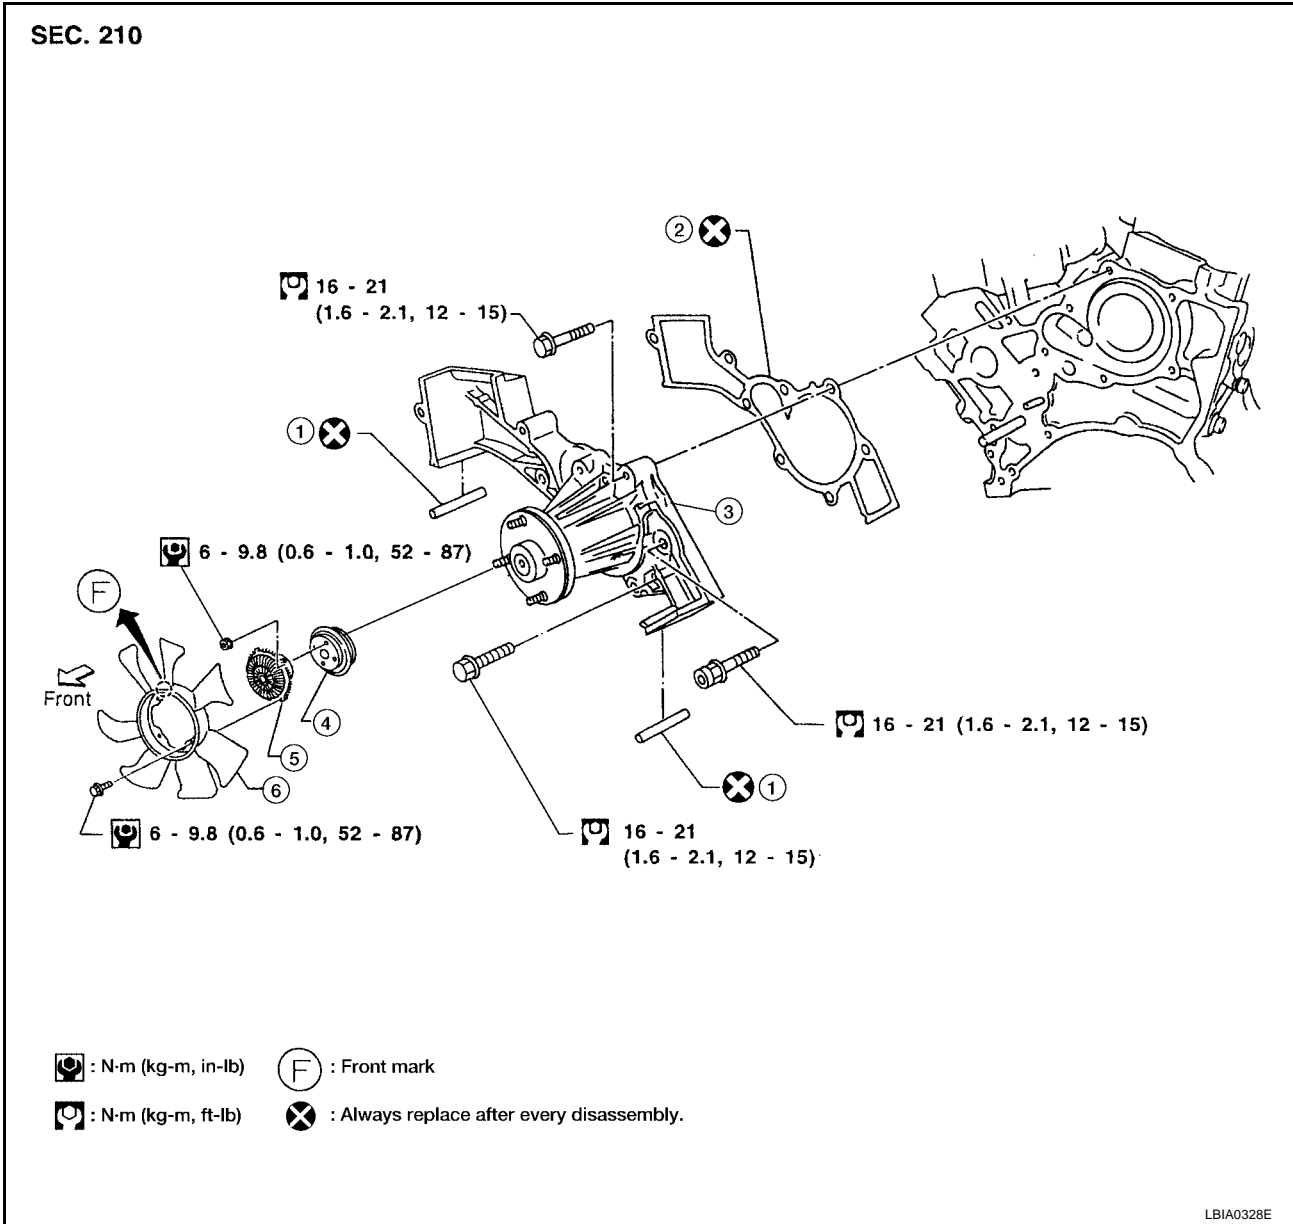 SEC. 210
2
16 - 21
(1.6 - 2.1, 12 - 15)
1
3
6 - 9.8 (0.6 - 1.0, 52 - 87)
F
Front
4
5
6
16 - 21 (1.6 - 2.1, 12 - 15)
1
6 - 9.8 (0.6 - 1.0, 52 - 87)
16 - 21
(1.6 - 2.1, 12 - 15)
: N·m (kg-m, in-lb)
F : Front mark
: N·m (kg-m, ft-lb)
: Always replace after every disassembly.
LBIA0328E